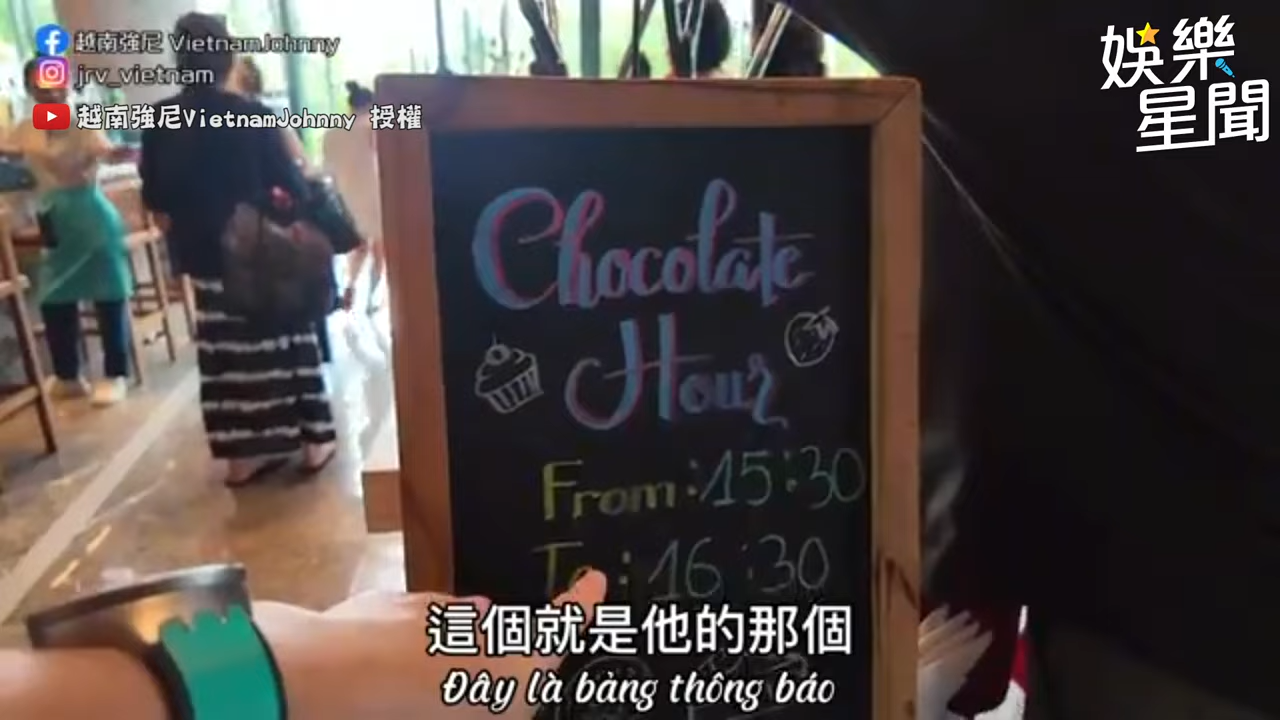 越南強尼 VietnamJohnny
jrv_vietnam
越南強尼VietnamJohnny 授權
娛樂
星聞
Chocolate
Hour
From:15:30
To:16:30
這個就是他的那個
Đây là bảng thông báo